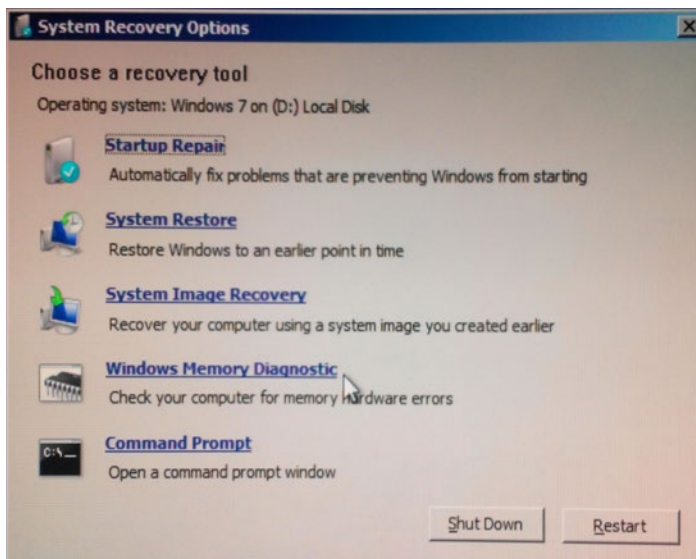 System Recovery Options
Choose a recovery tool
Operating system: Windows 7 on (D:) Local Disk
Startup Repair
Automatically fix problems that are preventing Windows from starting
System Restore
Restore Windows to an earlier point in time
System Image Recovery
Recover your computer using a system image you created earlier
Windows Memory Diagnostic
Check your computer for memory hardware errors
C:\_
Command Prompt
Open a command prompt window
Shut Down
Restart